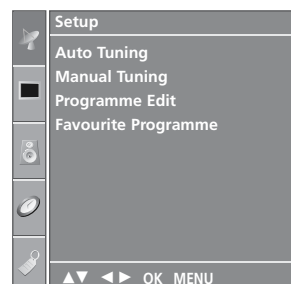 Setup
Auto Tuning
Manual Tuning
Programme Edit
Favourite Programme
▲▼ ◀▶ OK MENU